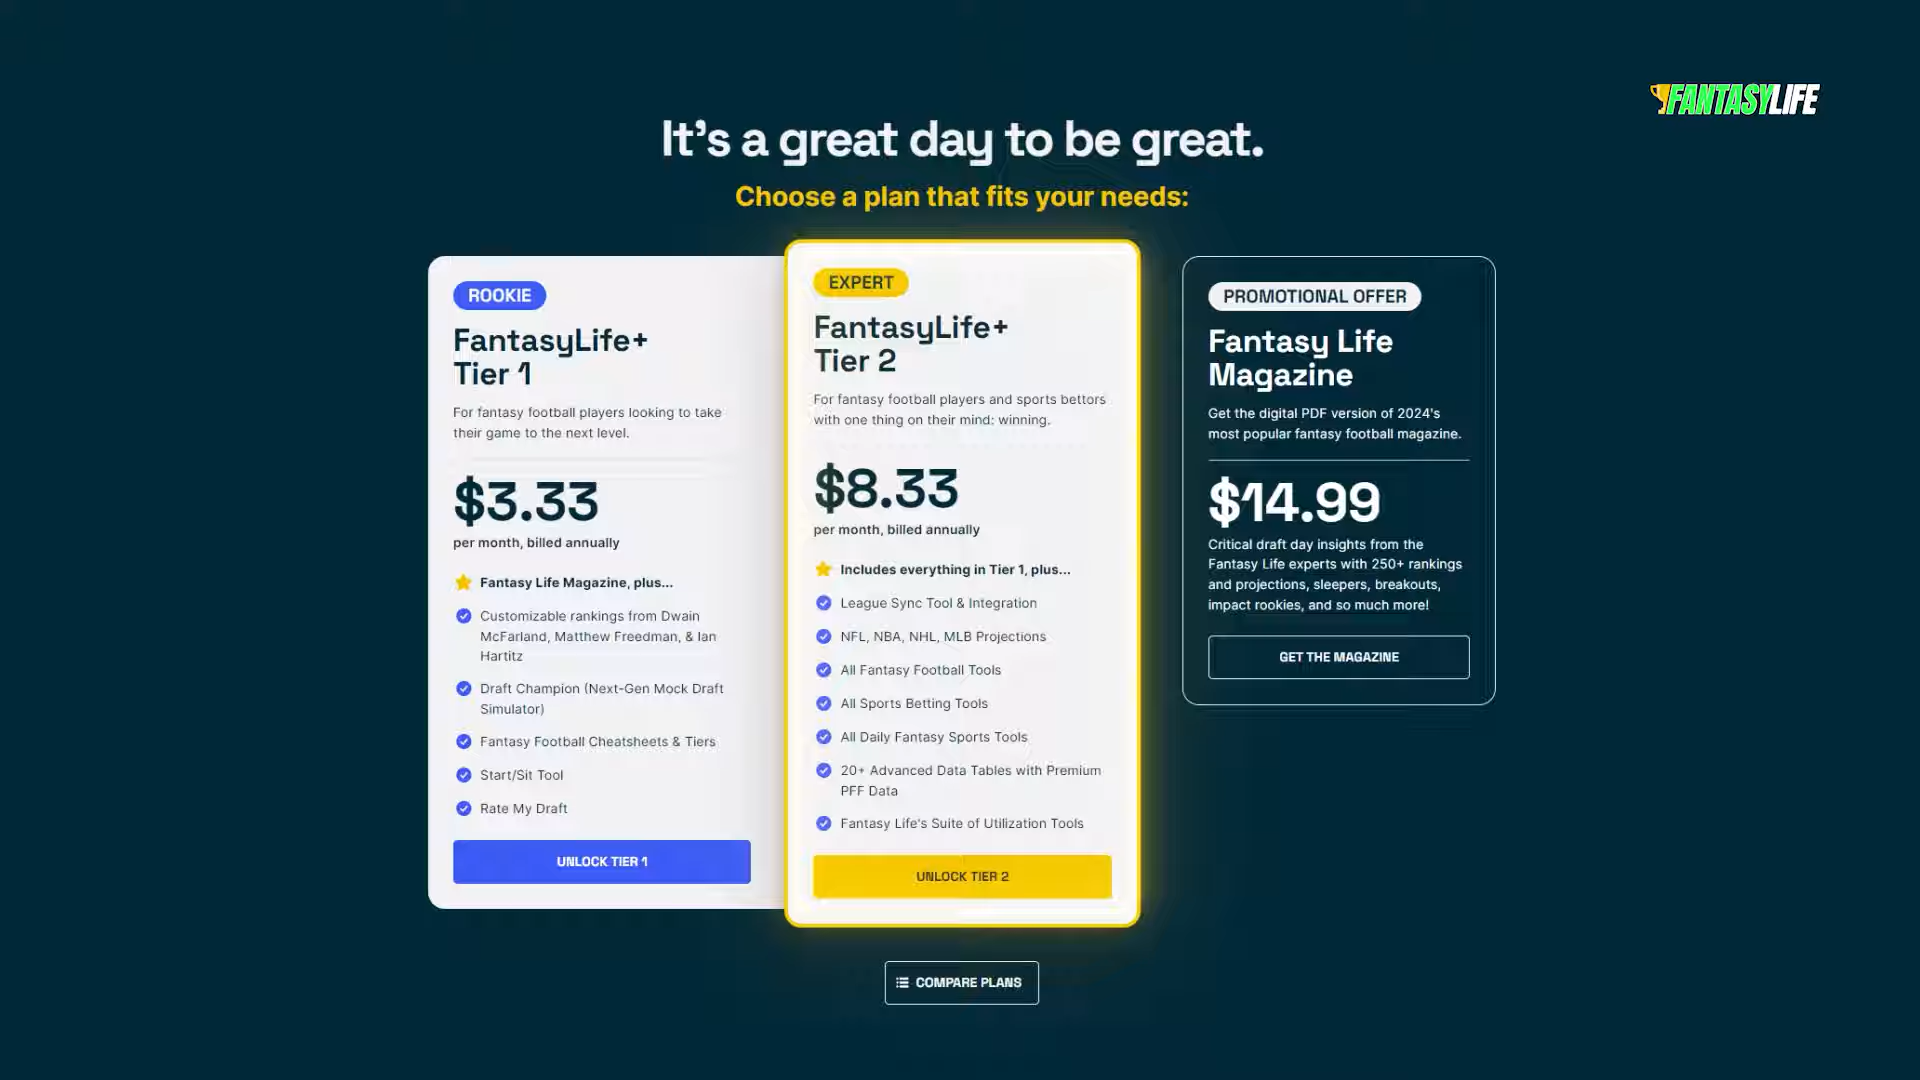 FANTASYLIFE
It's a great day to be great.
Choose a plan that fits your needs:
ROOKIE
FantasyLife+
Tier 1
For fantasy football players looking to take
their game to the next level.
$3.33
per month, billed annually
Fantasy Life Magazine, plus...
Customizable rankings from Dwain
McFarland, Matthew Freedman, & Ian
Hartitz
Draft Champion (Next-Gen Mock Draft
Simulator)
Fantasy Football Cheatsheets & Tiers
Start/Sit Tool
Rate My Draft
UNLOCK TIER 1
EXPERT
FantasyLife+
Tier 2
For fantasy football players and sports bettors
with one thing on their mind: winning.
$8.33
per month, billed annually
Includes everything in Tier 1, plus...
League Sync Tool & Integration
NFL, NBA, NHL, MLB Projections
All Fantasy Football Tools
All Sports Betting Tools
All Daily Fantasy Sports Tools
20+ Advanced Data Tables with Premium
PFF Data
Fantasy Life's Suite of Utilization Tools
UNLOCK TIER 2
PROMOTIONAL OFFER
Fantasy Life
Magazine
Get the digital PDF version of 2024's
most popular fantasy football magazine.
$14.99
Critical draft day insights from the
Fantasy Life experts with 250+ rankings
and projections, sleepers, breakouts,
impact rookies, and so much more!
GET THE MAGAZINE
COMPARE PLANS